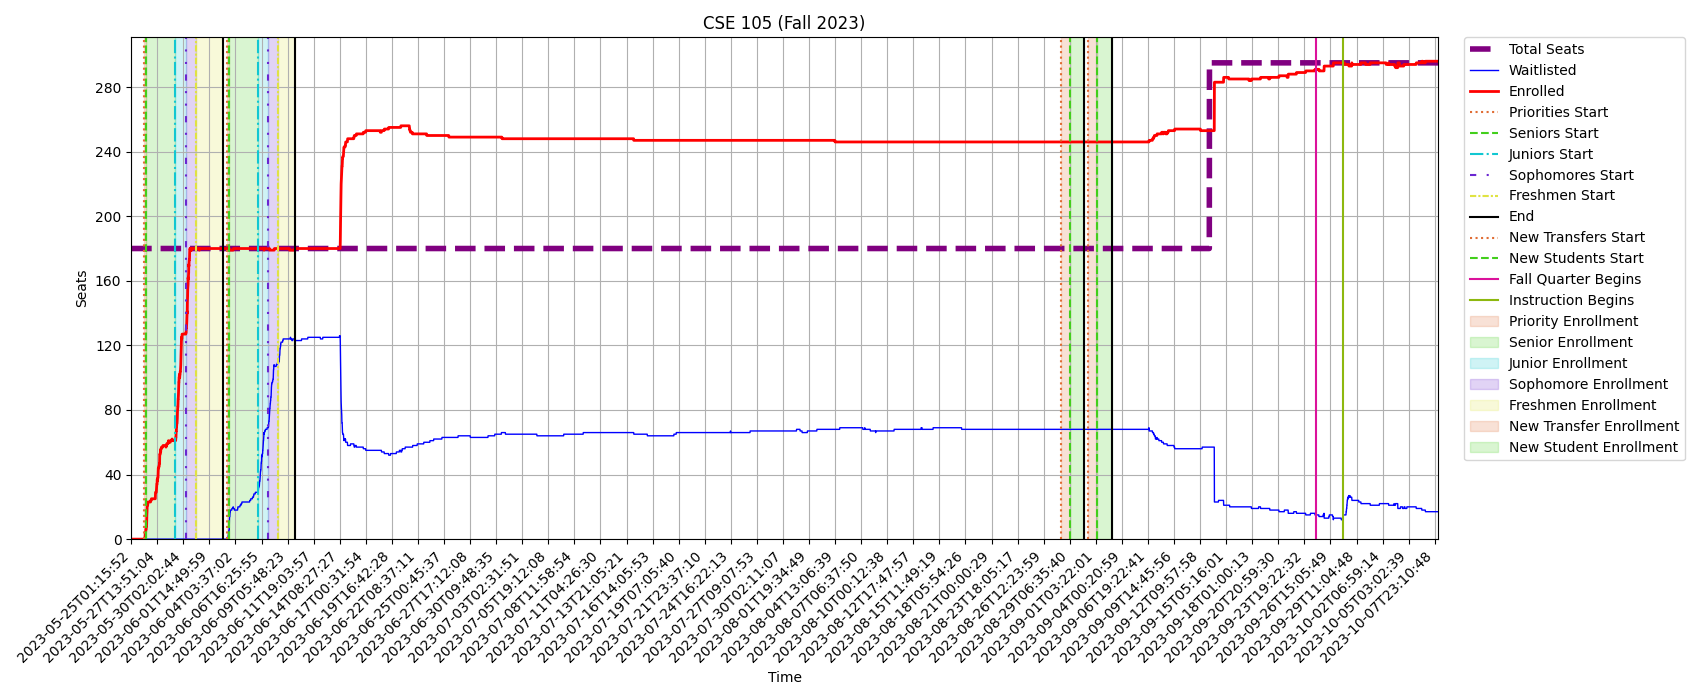 CSE 105 (Fall 2023)
Seats
280
240
200
160
120
80
40
0
2023-05-25T01:15:52
2023-05-27T13:51:04
2023-05-30T02:02:44
2023-06-01T14:49:59
2023-06-04T03:37:02
2023-06-06T16:25:55
2023-06-09T05:48:23
2023-06-11T19:03:57
2023-06-14T08:27:27
2023-06-17T00:31:54
2023-06-19T16:42:28
2023-06-22T08:37:11
2023-06-25T00:45:37
2023-06-27T17:12:08
2023-06-30T09:48:35
2023-07-03T02:31:51
2023-07-05T19:12:08
2023-07-08T11:58:54
2023-07-11T04:26:30
2023-07-13T21:05:21
2023-07-16T14:05:53
2023-07-19T07:05:40
2023-07-21T23:37:10
2023-07-24T16:22:13
2023-07-27T09:07:53
2023-07-30T02:11:07
2023-08-01T19:34:49
2023-08-04T13:06:39
2023-08-07T06:37:50
2023-08-10T00:12:38
2023-08-12T17:47:57
2023-08-15T11:49:19
2023-08-18T05:54:26
2023-08-21T00:00:29
2023-08-23T18:05:17
2023-08-26T12:23:59
2023-08-29T06:35:40
2023-09-01T03:22:01
2023-09-04T00:20:59
2023-09-06T19:22:41
2023-09-09T14:45:56
2023-09-12T09:57:58
2023-09-15T05:16:01
2023-09-18T01:00:13
2023-09-20T20:59:30
2023-09-23T19:22:32
2023-09-26T15:05:49
2023-09-29T11:04:48
2023-10-02T06:59:14
2023-10-05T03:02:39
2023-10-07T23:10:48
Time
Total Seats
Waitlisted
Enrolled
Priorities Start
Seniors Start
Juniors Start
Sophomores Start
Freshmen Start
End
New Transfers Start
New Students Start
Fall Quarter Begins
Instruction Begins
Priority Enrollment
Senior Enrollment
Junior Enrollment
Sophomore Enrollment
Freshmen Enrollment
New Transfer Enrollment
New Student Enrollment